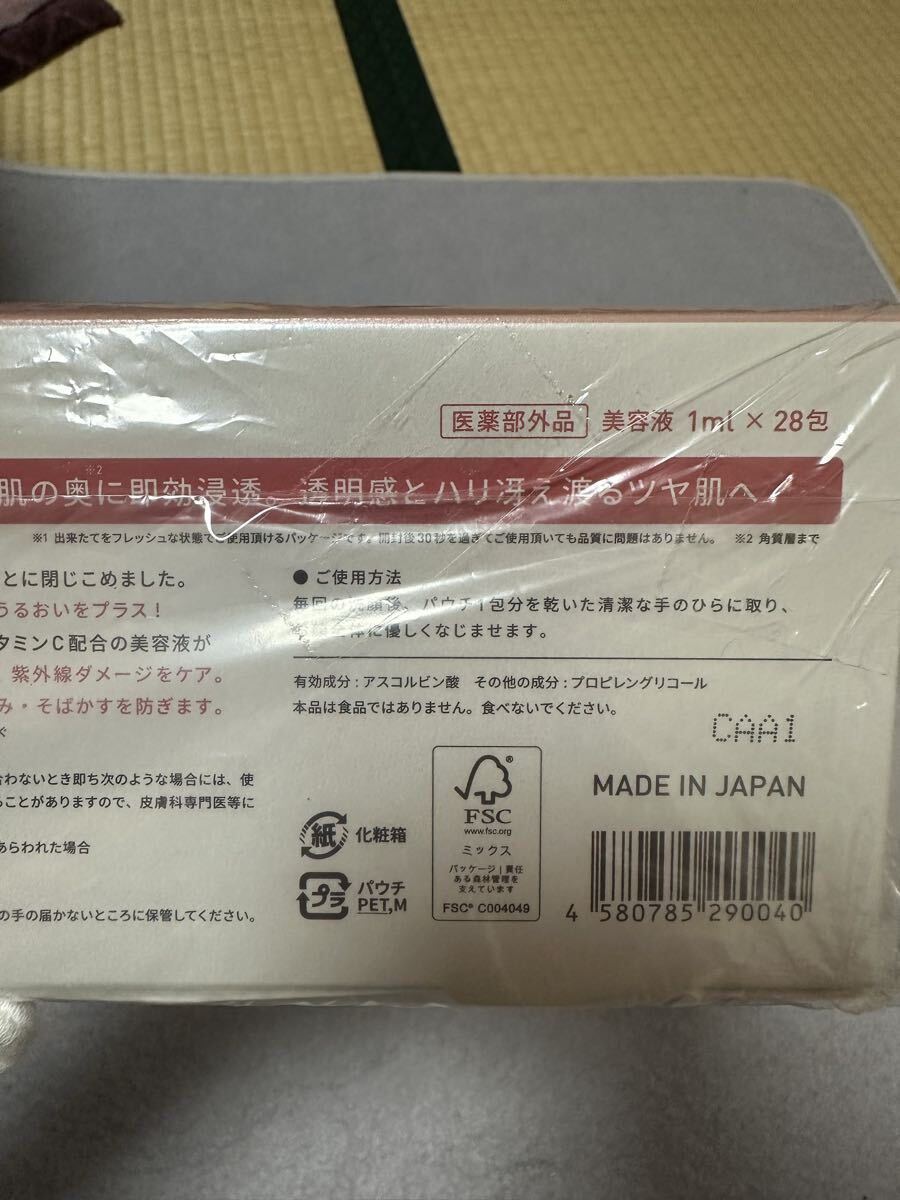 医薬部外品 美容液 1ml × 28包
肌の奥に即効浸透。透明感とハリ冴え渡るツヤ肌へ!
※2
※1 出来たてをフレッシュな状態でご使用頂けるパッケージです。開封後30秒を過ぎてご使用頂いても品質に問題はありません。 ※2 角質層まで
とに閉じこめました。
うるおいをプラス!
タミンC配合の美容液が
紫外線ダメージをケア。
み・そばかすを防ぎます。
ぐ
合わないとき即ち次のような場合には、使
ることがありますので、皮膚科専門医等に
あらわれた場合
の手の届かないところに保管してください。
● ご使用方法
毎回の洗顔後、パウチ1包分を乾いた清潔な手のひらに取り、
体に優しくなじませます。
有効成分:アスコルビン酸 その他の成分:プロピレングリコール
本品は食品ではありません。食べないでください。
CAA1
MADE IN JAPAN
紙 化粧箱
プラ パウチ
PET,M
®
FSC
www.fsc.org
ミックス
パッケージ|責任
ある森林管理を
支えています
FSC® C004049
4 580785 290040